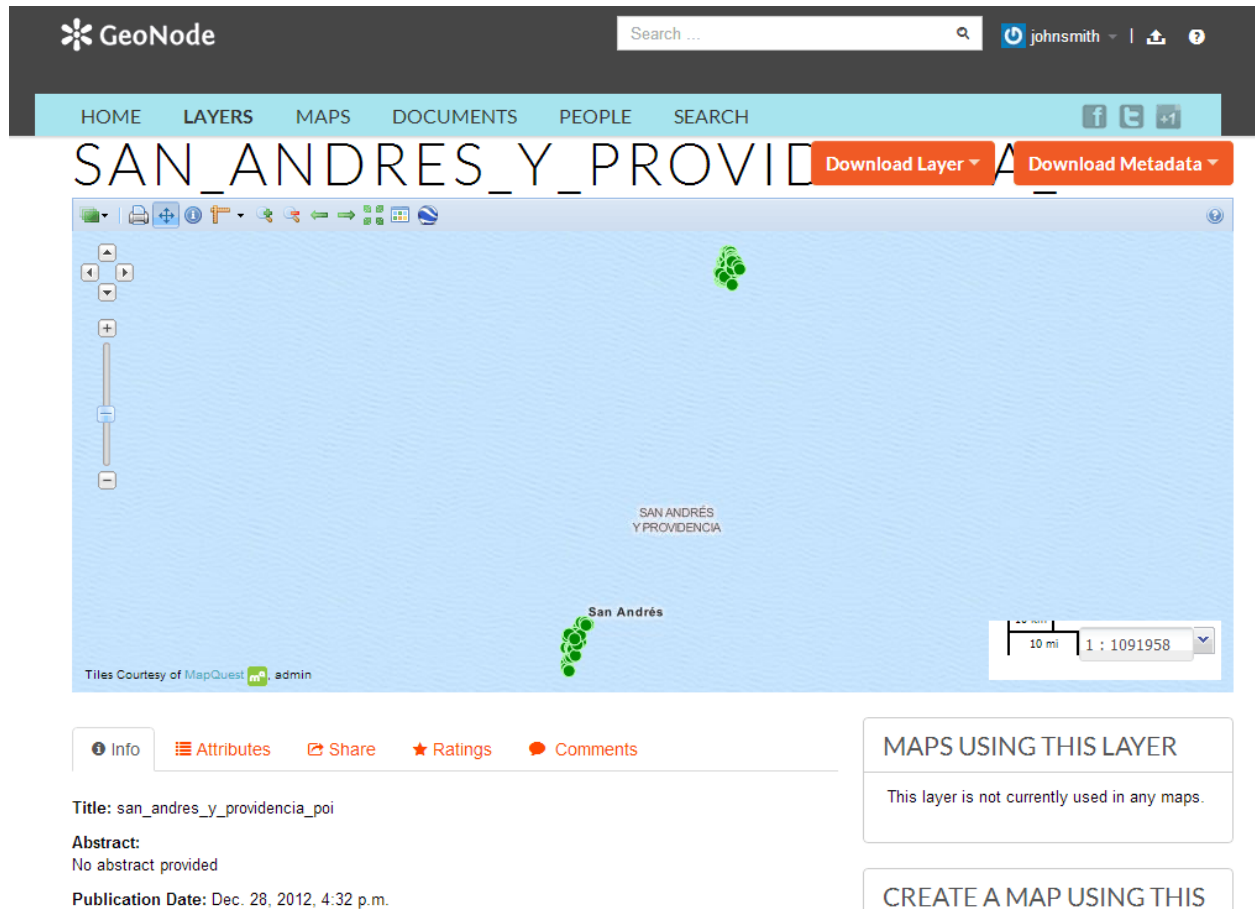 GeoNode
Search ...
johnsmith
HOME LAYERS MAPS DOCUMENTS PEOPLE SEARCH
+1
SAN_ANDRES_Y_PROVID A_
Download Layer Download Metadata
SAN ANDRÉS
Y PROVIDENCIA
San Andrés
10 mi
1 : 1091958
Tiles Courtesy of MapQuest mq, admin
Info Attributes Share Ratings Comments
Title: san_andres_y_providencia_poi
Abstract:
No abstract provided
Publication Date: Dec. 28, 2012, 4:32 p.m.
MAPS USING THIS LAYER
This layer is not currently used in any maps.
CREATE A MAP USING THIS